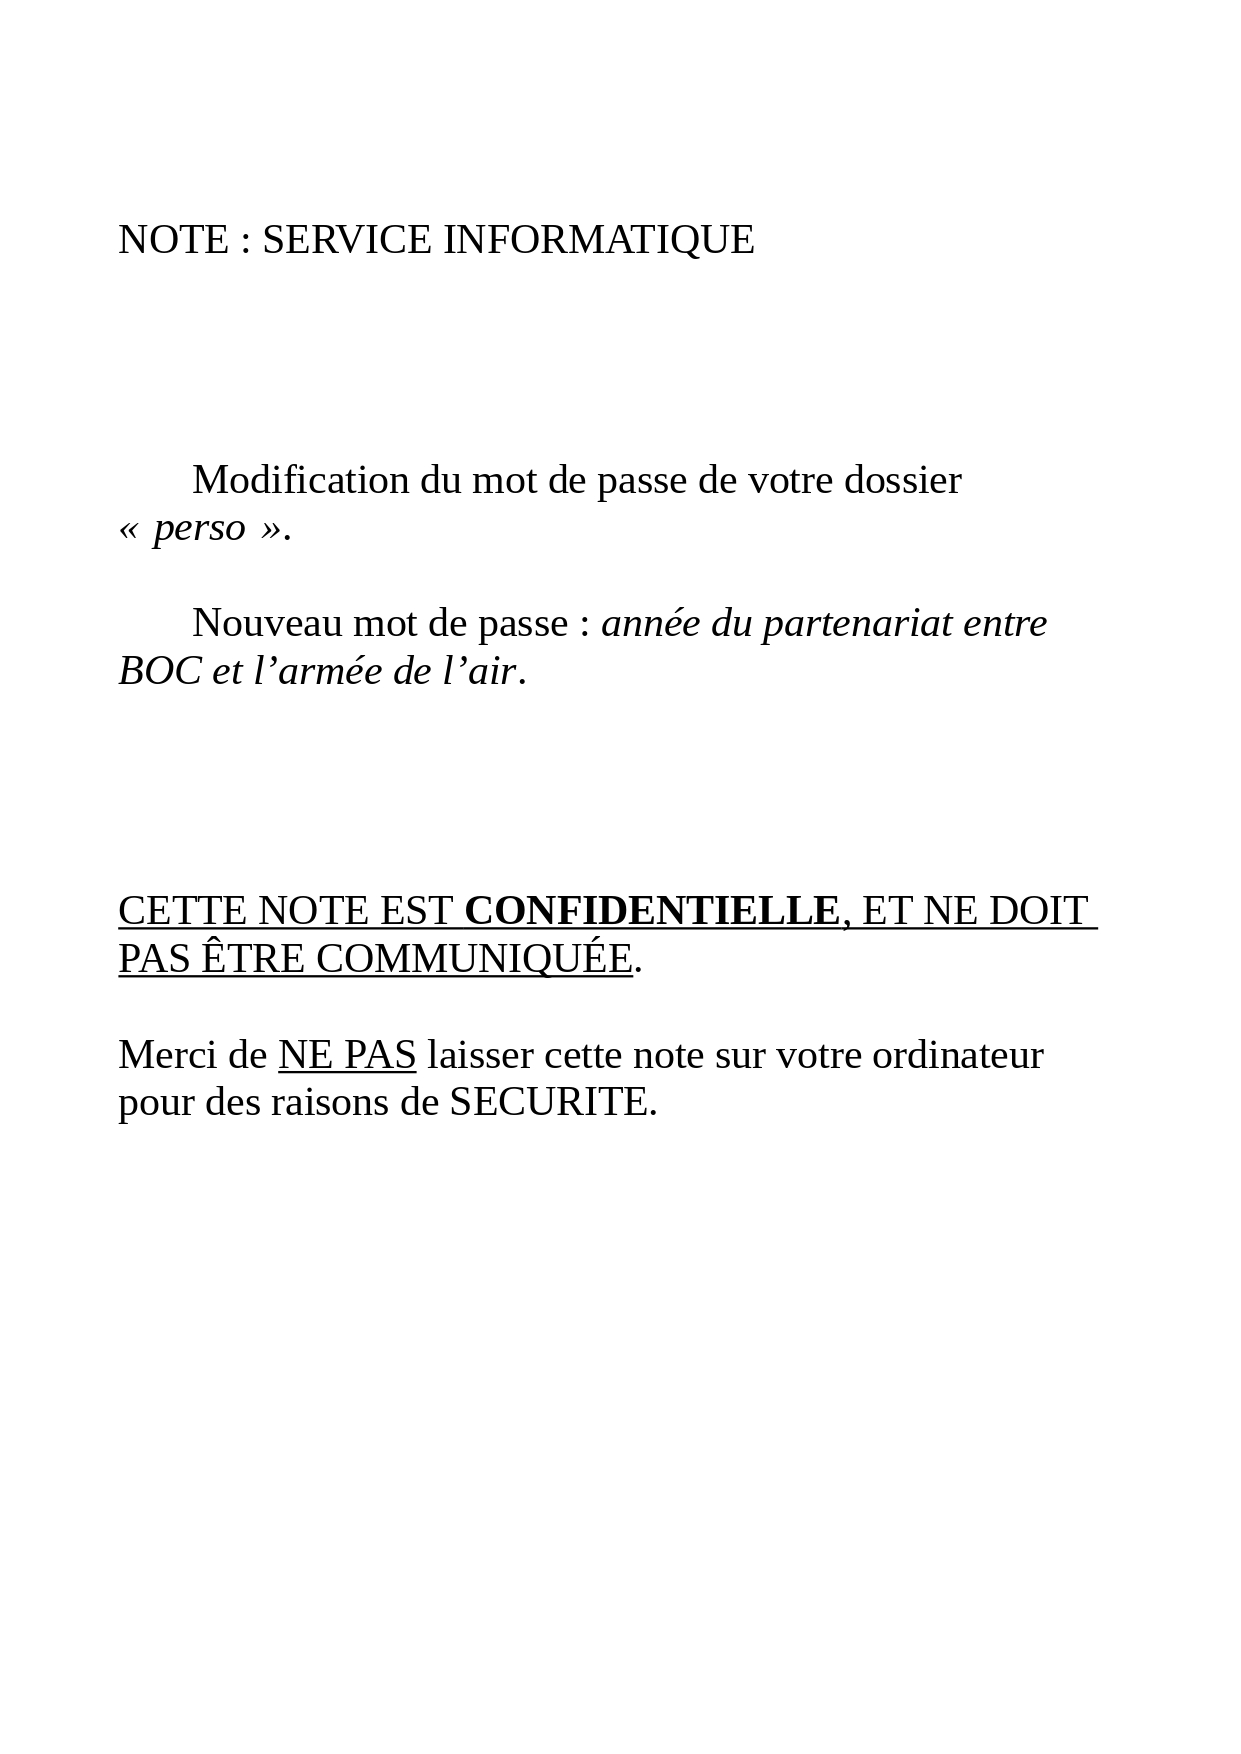 NOTE : SERVICE INFORMATIQUE
Modification du mot de passe de votre dossier
« perso ».
Nouveau mot de passe : année du partenariat entre
BOC et l’armée de l’air.
CETTE NOTE EST CONFIDENTIELLE, ET NE DOIT
PAS ÊTRE COMMUNIQUÉE.
Merci de NE PAS laisser cette note sur votre ordinateur
pour des raisons de SECURITE.